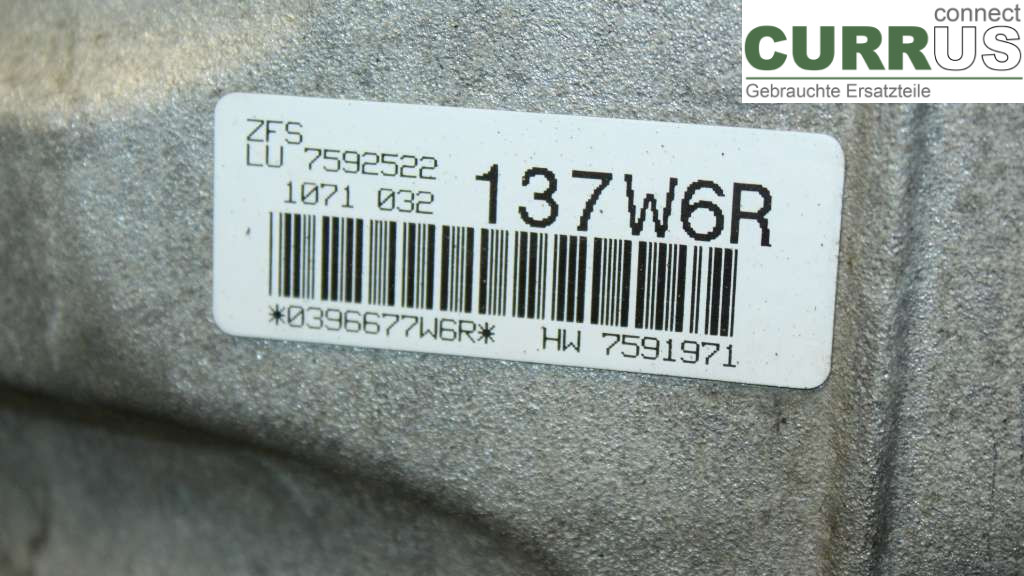 connect
CURRUS
Gebrauchte Ersatzteile
ZFS
LU 7592522
1071 032
137W6R
*0396677W6R* HW 7591971